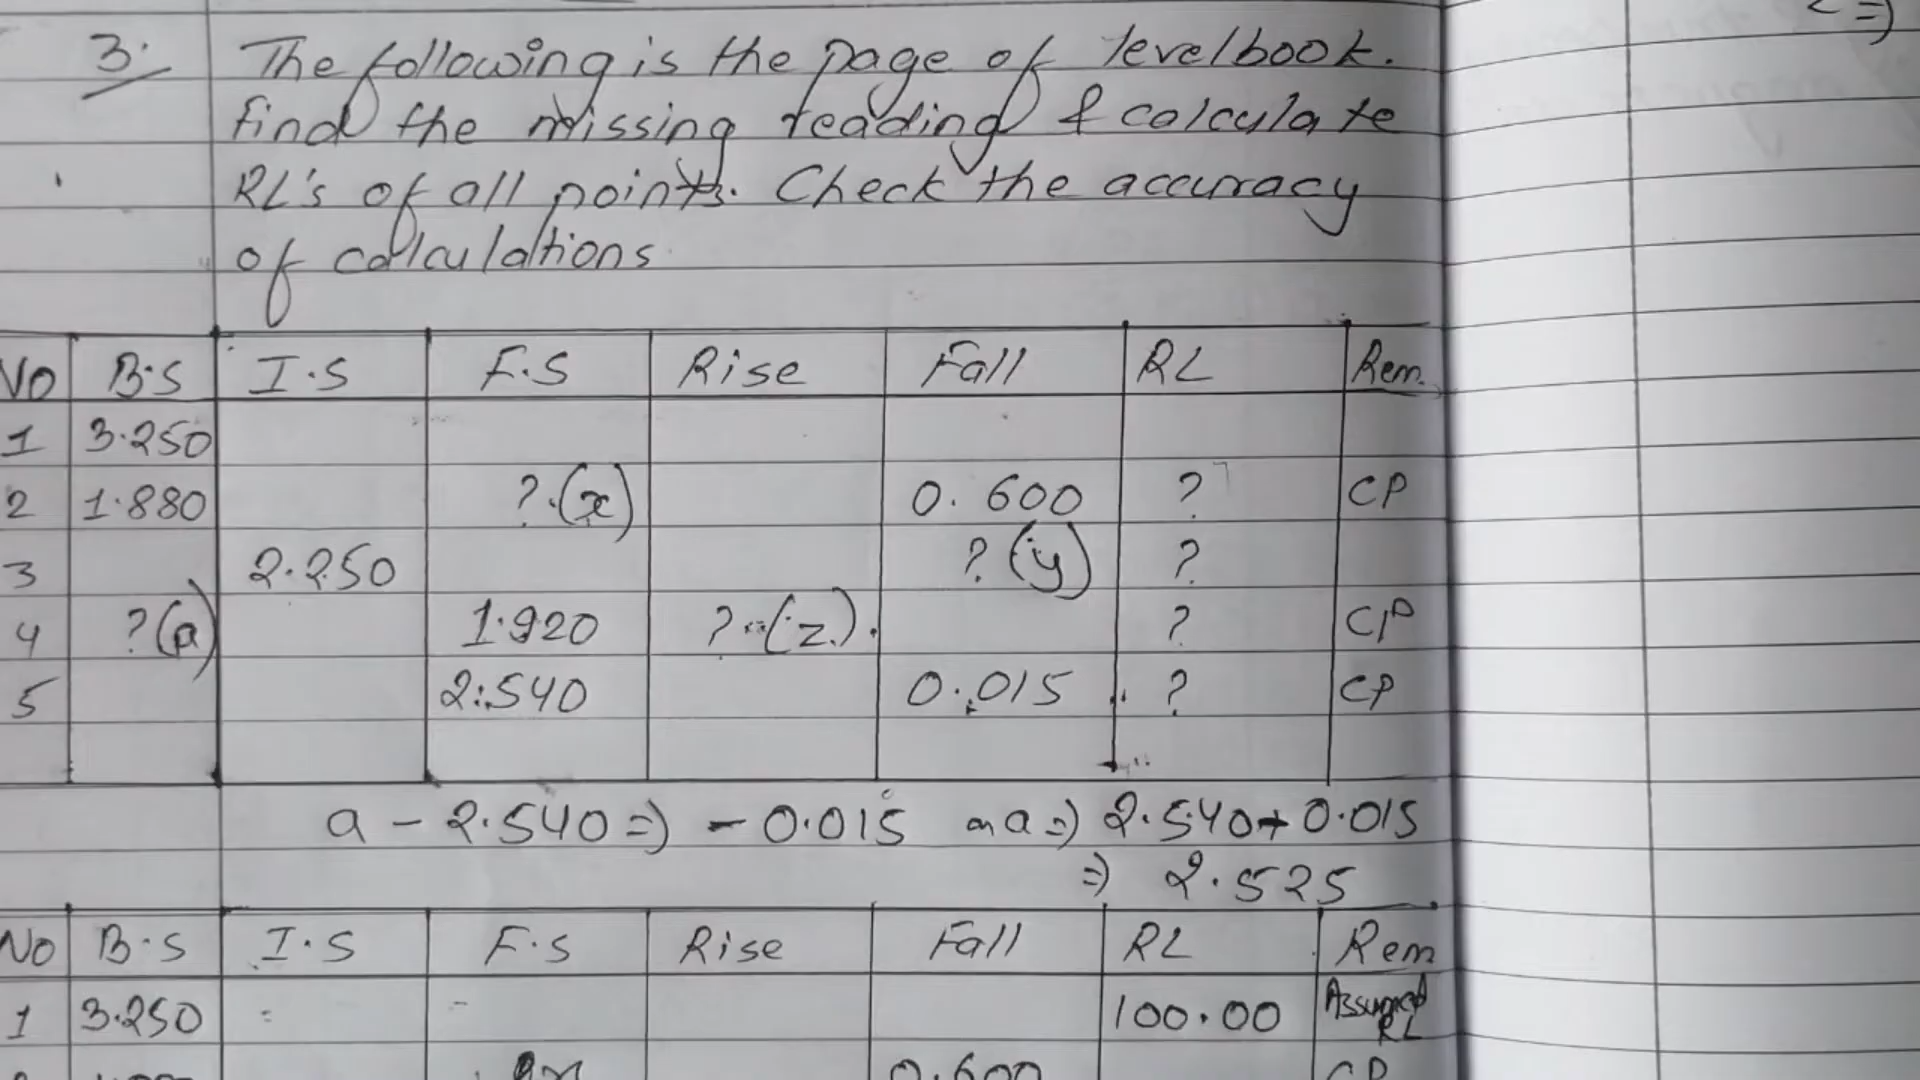 =)
3.
The following is the page of levelbook.
find the missing reading & calculate
RL's of all points. Check the accuracy
of calculations
No B.S I.S F.S Rise Fall RL Rem.
1 3.250
2 1.880 ?.(x) 0.600 ? CP
3 2.250 ?(y) ?
4 ?(a) 1.920 ?(z). ? CP
5 2.540 0.015 ? CP
a - 2.540 =) - 0.015 a =) 2.540 + 0.015
=) 2.525
No B.S I.S F.S Rise Fall RL Rem
1 3.250 100.00 Assumed
RL
0.600 CP